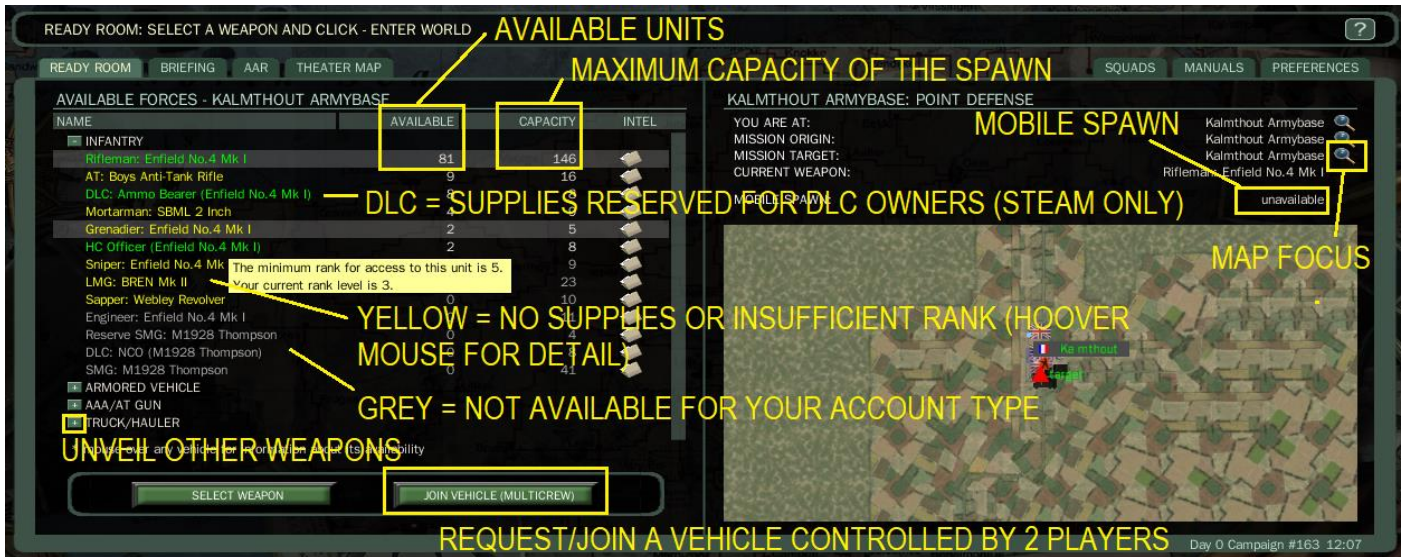 READY ROOM: SELECT A WEAPON AND CLICK - ENTER WORLD
AVAILABLE UNITS
?
READY ROOM BRIEFING AAR THEATER MAP
MAXIMUM CAPACITY OF THE SPAWN
SQUADS MANUALS PREFERENCES
AVAILABLE FORCES - KALMTHOUT ARMYBASE
NAME AVAILABLE CAPACITY INTEL
INFANTRY
Rifleman: Enfield No.4 Mk I 81 146
AT: Boys Anti-Tank Rifle 9 16
DLC: Ammo Bearer (Enfield No.4 Mk I) 8
DLC = SUPPLIES RESERVED FOR DLC OWNERS (STEAM ONLY)
Mortarman: SBML 2 Inch 4
Grenadier: Enfield No.4 Mk I 2 5
HC Officer (Enfield No.4 Mk I) 2 8
Sniper: Enfield No.4 Mk 9
The minimum rank for access to this unit is 5.
Your current rank level is 3.
LMG: BREN Mk II 23
Sapper: Webley Revolver 0 10
Engineer: Enfield No.4 Mk I
YELLOW = NO SUPPLIES OR INSUFFICIENT RANK (HOOVER
MOUSE FOR DETAIL)
Reserve SMG: M1928 Thompson 0 4
DLC: NCO (M1928 Thompson)
SMG: M1928 Thompson 0 41
ARMORED VEHICLE
AAA/AT GUN
GREY = NOT AVAILABLE FOR YOUR ACCOUNT TYPE
TRUCK/HAULER
UNVEIL OTHER WEAPONS
SELECT WEAPON JOIN VEHICLE (MULTICREW)
REQUEST/JOIN A VEHICLE CONTROLLED BY 2 PLAYERS
KALMTHOUT ARMYBASE: POINT DEFENSE
MOBILE SPAWN
YOU ARE AT: Kalmthout Armybase
MISSION ORIGIN: Kalmthout Armybase
MISSION TARGET: Kalmthout Armybase
CURRENT WEAPON: Rifleman: Enfield No.4 Mk I
MOBILE SPAWN: unavailable
MAP FOCUS
Kalmthout
target
Day 0 Campaign #163 12:07